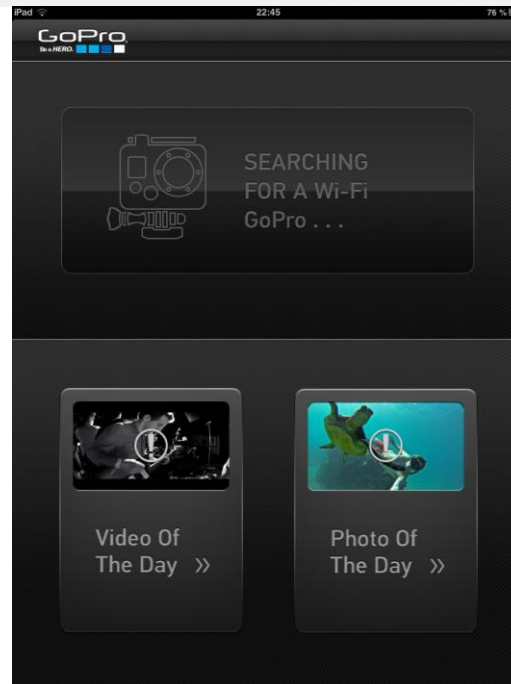 iPad 22:45 76 %
GoPro
Be a HERO.
SEARCHING
FOR A Wi-Fi
GoPro . . .
Video Of
The Day »
Photo Of
The Day »